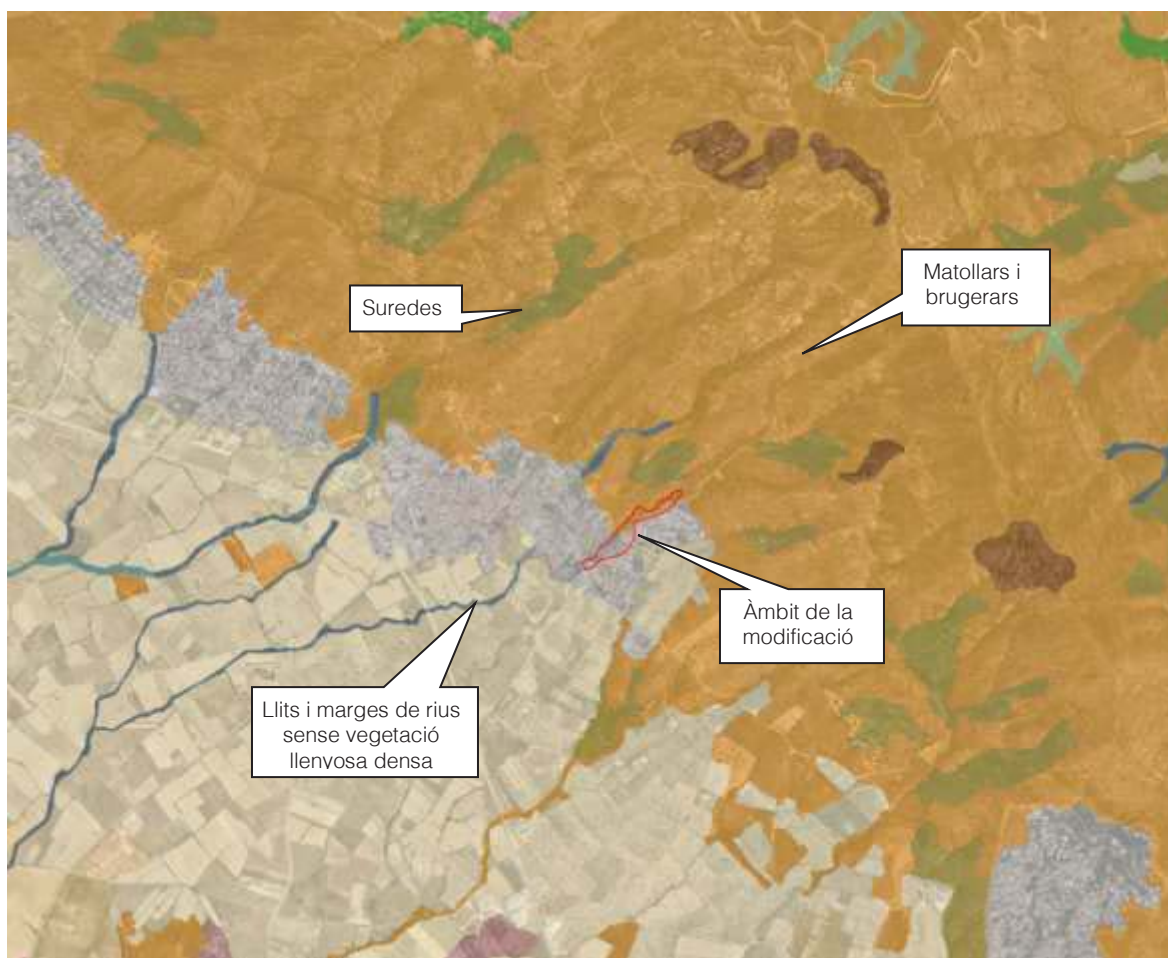 Matollars i
brugerars
Suredes
Àmbit de la
modificació
Llits i marges de rius
sense vegetació
llenyosa densa